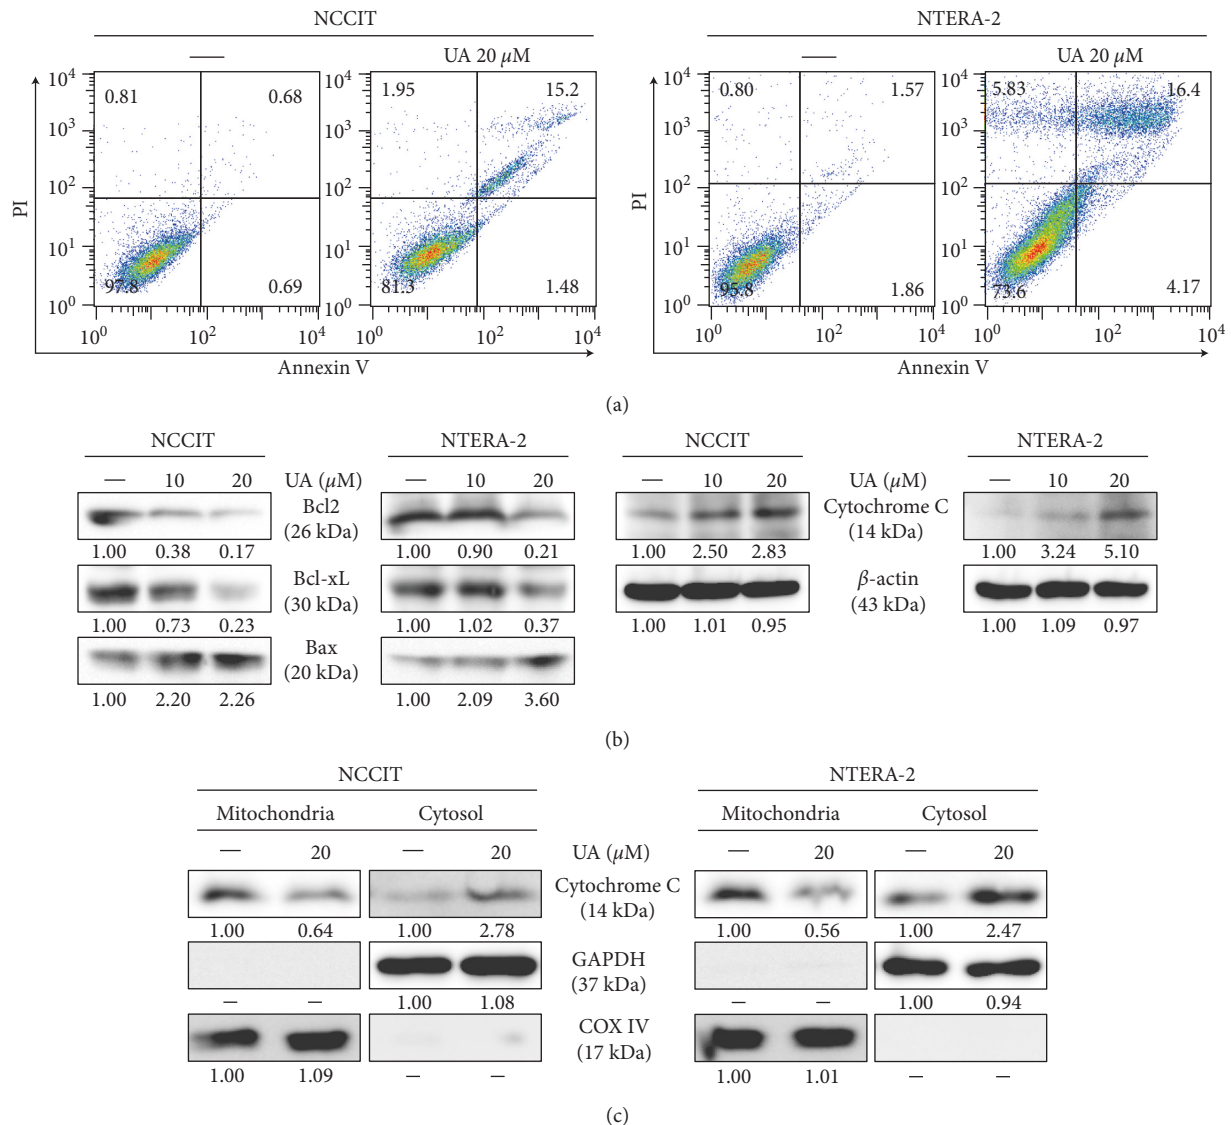 NCCIT NTERA-2
— UA 20 μM — UA 20 μM
10⁴ 0.81 0.68 10⁴ 1.95 15.2 10⁴ 0.80 1.57 10⁴ 5.83 16.4
10³ 10³ 10³ 10³
PI 10² 10² PI 10² 10²
10¹ 10¹ 10¹ 10¹
97.8 0.69 81.3 1.48 95.8 1.86 73.6 4.17
10⁰ 10⁰ 10⁰ 10⁰
10⁰ 10² 10⁴ 10⁰ 10² 10⁴ 10⁰ 10² 10⁴ 10⁰ 10² 10⁴
Annexin V Annexin V
(a)
NCCIT NTERA-2 NCCIT NTERA-2
— 10 20 UA (μM) — 10 20 — 10 20 UA (μM) — 10 20
Bcl2 Cytochrome C
(26 kDa) (14 kDa)
1.00 0.38 0.17 1.00 0.90 0.21 1.00 2.50 2.83 1.00 3.24 5.10
Bcl-xL β-actin
(30 kDa) (43 kDa)
1.00 0.73 0.23 1.00 1.02 0.37 1.00 1.01 0.95 1.00 1.09 0.97
Bax
(20 kDa)
1.00 2.20 2.26 1.00 2.09 3.60
(b)
NCCIT NTERA-2
Mitochondria Cytosol Mitochondria Cytosol
— 20 — 20 UA (μM) — 20 — 20
Cytochrome C
(14 kDa)
1.00 0.64 1.00 2.78 1.00 0.56 1.00 2.47
GAPDH
(37 kDa)
– – 1.00 1.08 – – 1.00 0.94
COX IV
(17 kDa)
1.00 1.09 – – 1.00 1.01 – –
(c)